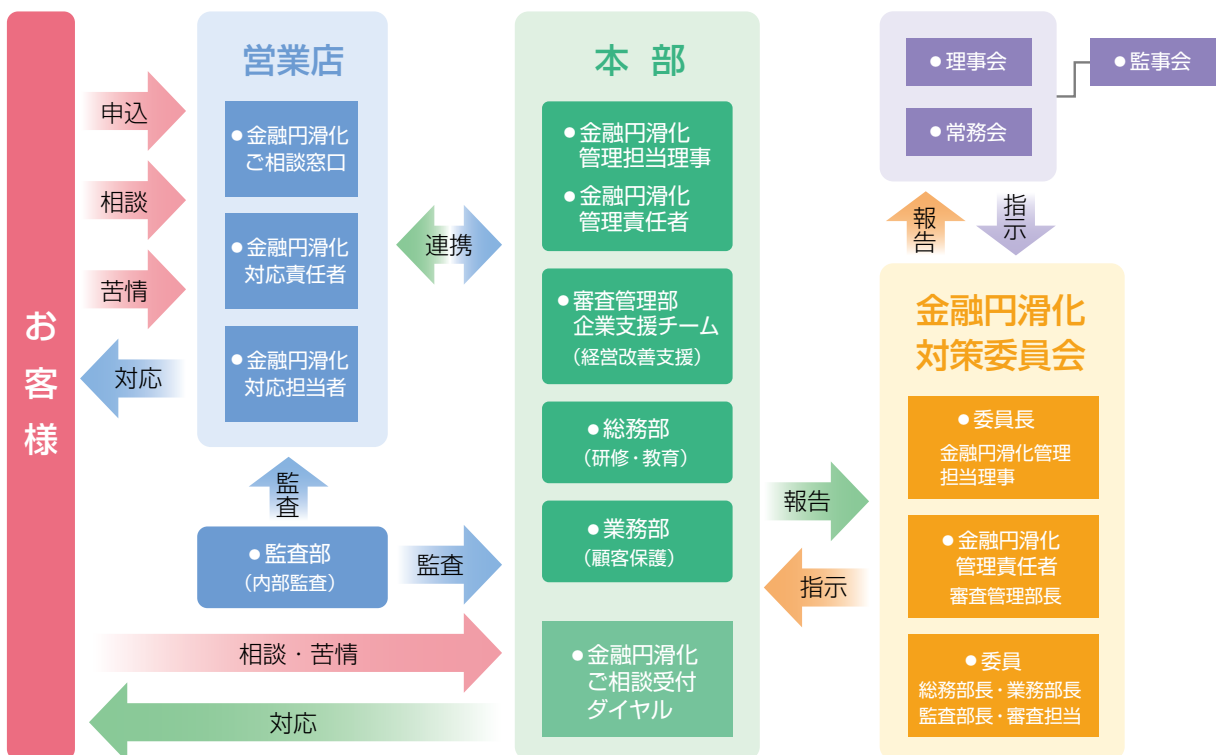 お客様
申込
相談
苦情
対応
営業店
●金融円滑化
ご相談窓口
●金融円滑化
対応責任者
●金融円滑化
対応担当者
監査
●監査部
（内部監査）
監査
連携
相談・苦情
対応
本部
●金融円滑化
管理担当理事
●金融円滑化
管理責任者
●審査管理部
企業支援チーム
（経営改善支援）
●総務部
（研修・教育）
●業務部
（顧客保護）
●金融円滑化
ご相談受付
ダイヤル
報告
指示
●理事会
●常務会
●監事会
報告
指示
金融円滑化
対策委員会
●委員長
金融円滑化管理
担当理事
●金融円滑化
管理責任者
審査管理部長
●委員
総務部長・業務部長
監査部長・審査担当